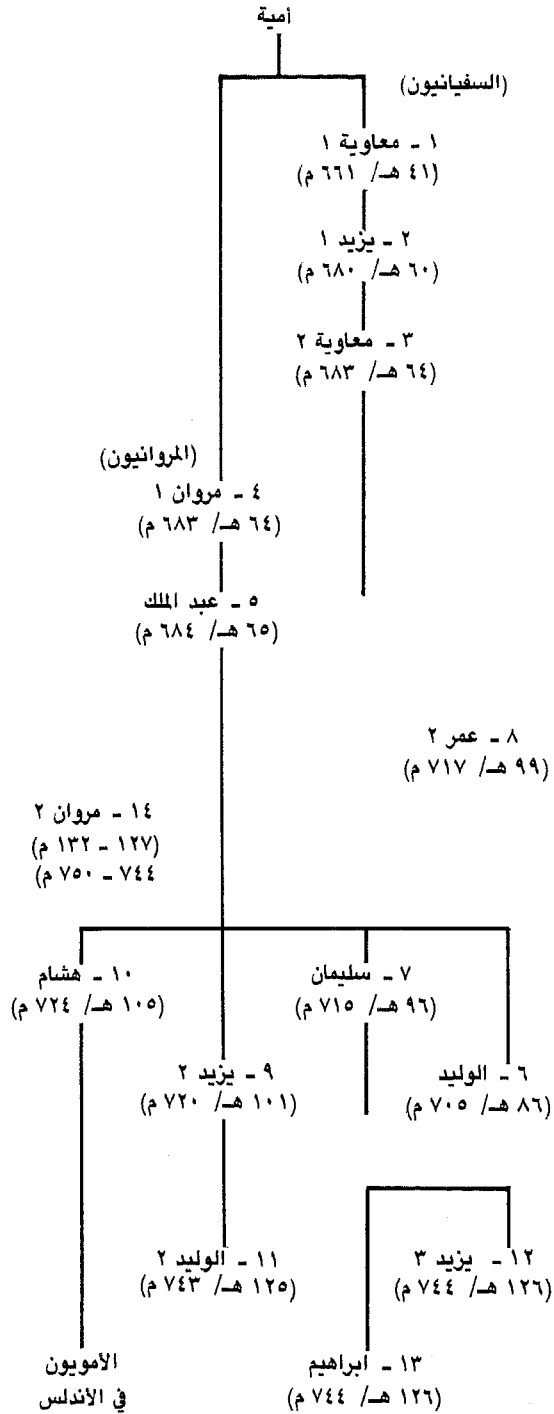 أمية
(السفيانيون)
١ - معاوية ١
(٤١ هـ/ ٦٦١ م)
٢ - يزيد ١
(٦٠ هـ/ ٦٨٠ م)
٣ - معاوية ٢
(٦٤ هـ/ ٦٨٣ م)
(المروانيون)
٤ - مروان ١
(٦٤ هـ/ ٦٨٣ م)
٥ - عبد الملك
(٦٥ هـ/ ٦٨٤ م)
٨ - عمر ٢
(٩٩ هـ/ ٧١٧ م)
١٤ - مروان ٢
(١٢٧ - ١٣٢ م)
٧٤٤ - ٧٥٠ م)
٧ - سليمان
(٩٦ هـ/ ٧١٥ م)
١٠ - هشام
(١٠٥ هـ/ ٧٢٤ م)
٦ - الوليد
(٨٦ هـ/ ٧٠٥ م)
٩ - يزيد ٢
(١٠١ هـ/ ٧٢٠ م)
١٢ - يزيد ٣
(١٢٦ هـ/ ٧٤٤ م)
١١ - الوليد ٢
(١٢٥ هـ/ ٧٤٣ م)
١٣ - ابراهيم
(١٢٦ هـ/ ٧٤٤ م)
الأمويون
في الأندلس